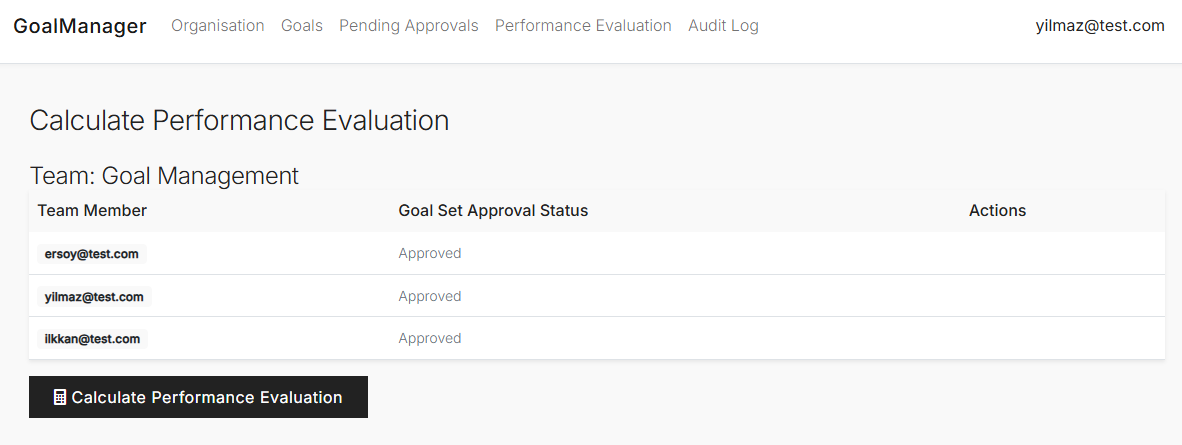 GoalManager Organisation Goals Pending Approvals Performance Evaluation Audit Log yilmaz@test.com
Calculate Performance Evaluation
Team: Goal Management
Team Member Goal Set Approval Status Actions
ersoy@test.com Approved
yilmaz@test.com Approved
ilkkan@test.com Approved
Calculate Performance Evaluation